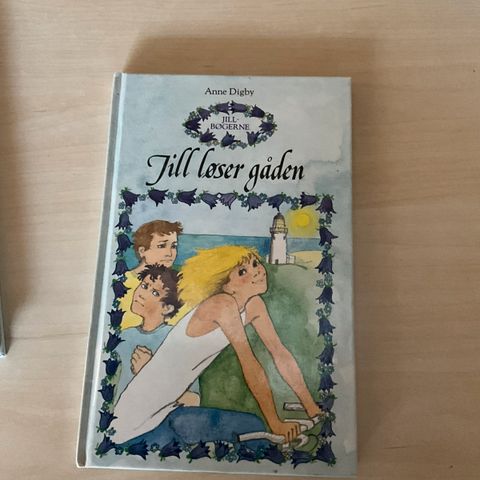 Anne Digby
JILL-
BØGERNE
Jill løser gåden